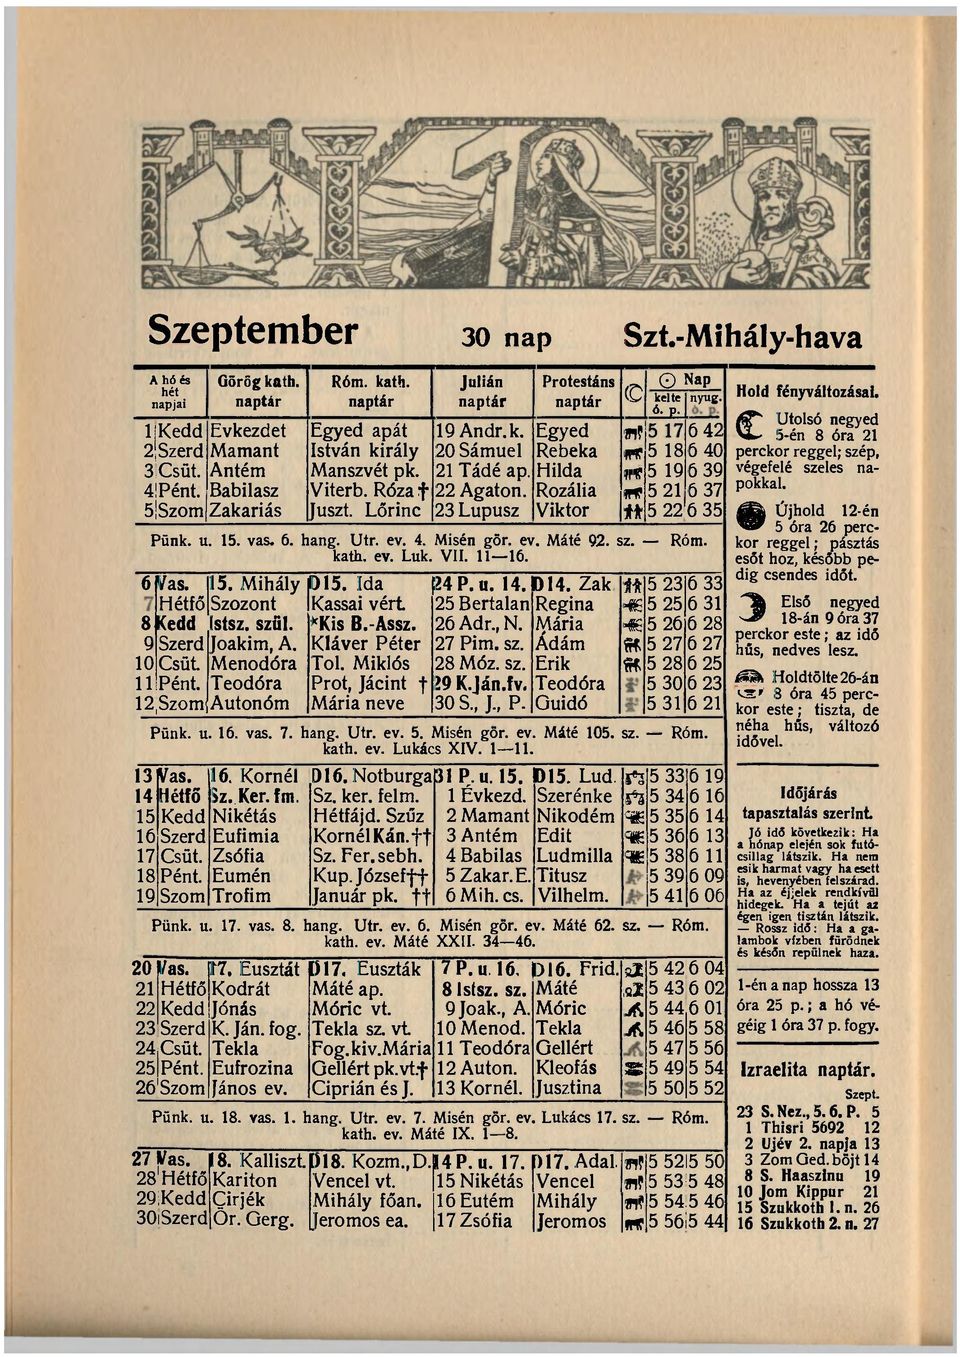 Szeptember 30 nap Szt.-Mihály-hava
A hó és hét napjai | Görög kath. naptár | Róm. kath. naptár | Julián naptár | Protestáns naptár | ☾ | ☉ Nap kelte ó. p. | nyug. ó. p.
1 Kedd Evkezdet Egyed apát 19 Andr. k. Egyed 5 17 6 42
2 Szerd Mamant István király 20 Sámuel Rebeka 5 18 6 40
3 Csüt. Antém Manszvét pk. 21 Tádé ap. Hilda 5 19 6 39
4 Pént. Babilasz Viterb. Róza † 22 Agaton. Rozália 5 21 6 37
5 Szom Zakariás Juszt. Lőrinc 23 Lupusz Viktor 5 22 6 35
Pünk. u. 15. vas. 6. hang. Utr. ev. 4. Misén gör. ev. Máté 92. sz. — Róm.
kath. ev. Luk. VII. 11—16.
6 Vas. 15. Mihály D15. Ida 24 P. u. 14. D14. Zak 5 23 6 33
7 Hétfő Szozont Kassai vért. 25 Bertalan Regina 5 25 6 31
8 Kedd Istsz. szül. *Kis B.-Assz. 26 Adr., N. Mária 5 26 6 28
9 Szerd Joakim, A. Kláver Péter 27 Pim. sz. Ádám 5 27 6 27
10 Csüt. Menodóra Tol. Miklós 28 Móz. sz. Erik 5 28 6 25
11 Pént. Teodóra Prot, Jácint † 29 K.Ján.fv. Teodóra 5 30 6 23
12 Szom Autonóm Mária neve 30 S., J., P. Guidó 5 31 6 21
Pünk. u. 16. vas. 7. hang. Utr. ev. 5. Misén gör. ev. Máté 105. sz. — Róm.
kath. ev. Lukács XIV. 1—11.
13 Vas. 16. Kornél D16. Notburga 31 P. u. 15. D15. Lud. 5 33 6 19
14 Hétfő Sz. Ker. fm. Sz. ker. felm. 1 Évkezd. Szerénke 5 34 6 16
15 Kedd Nikétás Hétfájd. Szűz 2 Mamant Nikodém 5 35 6 14
16 Szerd Eufimia Kornél Kán. †† 3 Antém Edit 5 36 6 13
17 Csüt. Zsófia Sz. Fer. sebh. 4 Babilas Ludmilla 5 38 6 11
18 Pént. Eumén Kup. József †† 5 Zakar. E. Titusz 5 39 6 09
19 Szom Trofim Január pk. †† 6 Mih. cs. Vilhelm. 5 41 6 06
Pünk. u. 17. vas. 8. hang. Utr. ev. 6. Misén gör. ev. Máté 62. sz. — Róm.
kath. ev. Máté XXII. 34—46.
20 Vas. 17. Eusztát D17. Euszták 7 P. u. 16. D16. Frid. 5 42 6 04
21 Hétfő Kodrát Máté ap. 8 Istsz. sz. Máté 5 43 6 02
22 Kedd Jónás Móric vt. 9 Joak., A. Móric 5 44 6 01
23 Szerd K. Ján. fog. Tekla sz. vt. 10 Menod. Tekla 5 46 5 58
24 Csüt. Tekla Fog. kiv. Mária 11 Teodóra Gellért 5 47 5 56
25 Pént. Eufrozina Gellért pk. vt. † 12 Auton. Kleofás 5 49 5 54
26 Szom János ev. Ciprián és J. 13 Kornél. Jusztina 5 50 5 52
Pünk. u. 18. vas. 1. hang. Utr. ev. 7. Misén gör. ev. Lukács 17. sz. — Róm.
kath. ev. Máté IX. 1—8.
27 Vas. 18. Kalliszt. D18. Kozm., D. 14 P. u. 17. D17. Adal. 5 52 5 50
28 Hétfő Kariton Vencel vt. 15 Nikétás Vencel 5 53 5 48
29 Kedd Cirjék Mihály főan. 16 Eutém Mihály 5 54 5 46
30 Szerd Ör. Gerg. Jeromos ea. 17 Zsófia Jeromos 5 56 5 44
Hold fényváltozásai.
Utolsó negyed
5-én 8 óra 21
perckor reggel; szép,
végefelé szeles na-
pokkal.
Újhold 12-én
5 óra 26 perc-
kor reggel; pásztás
esőt hoz, később pe-
dig csendes időt.
Első negyed
18-án 9 óra 37
perckor este; az idő
hűs, nedves lesz.
Holdtölte 26-án
8 óra 45 perc-
kor este; tiszta, de
néha hűs, változó
idővel.
Időjárás
tapasztalás szerint.
Jó idő következik: Ha
a hónap elején sok futó-
csillag látszik. Ha nem
esik harmat vagy ha esett
is, hevenyében felszárad.
Ha az éjjelek rendkívül
hidegek. Ha a tejút az
égen igen tisztán látszik.
— Rossz idő: Ha a ga-
lambok vízben fürödnek
és későn repülnek haza.
1-én a nap hossza 13
óra 25 p.; a hó vé-
géig 1 óra 37 p. fogy.
Izraelita naptár.
Szept.
23 S. Nez., 5. 6. P. 5
1 Thisri 5692 12
2 Ujév 2. napja 13
3 Zom Ged. böjt 14
8 S. Haaszinu 19
10 Jom Kippur 21
15 Szukkoth 1. n. 26
16 Szukkoth 2. n. 27